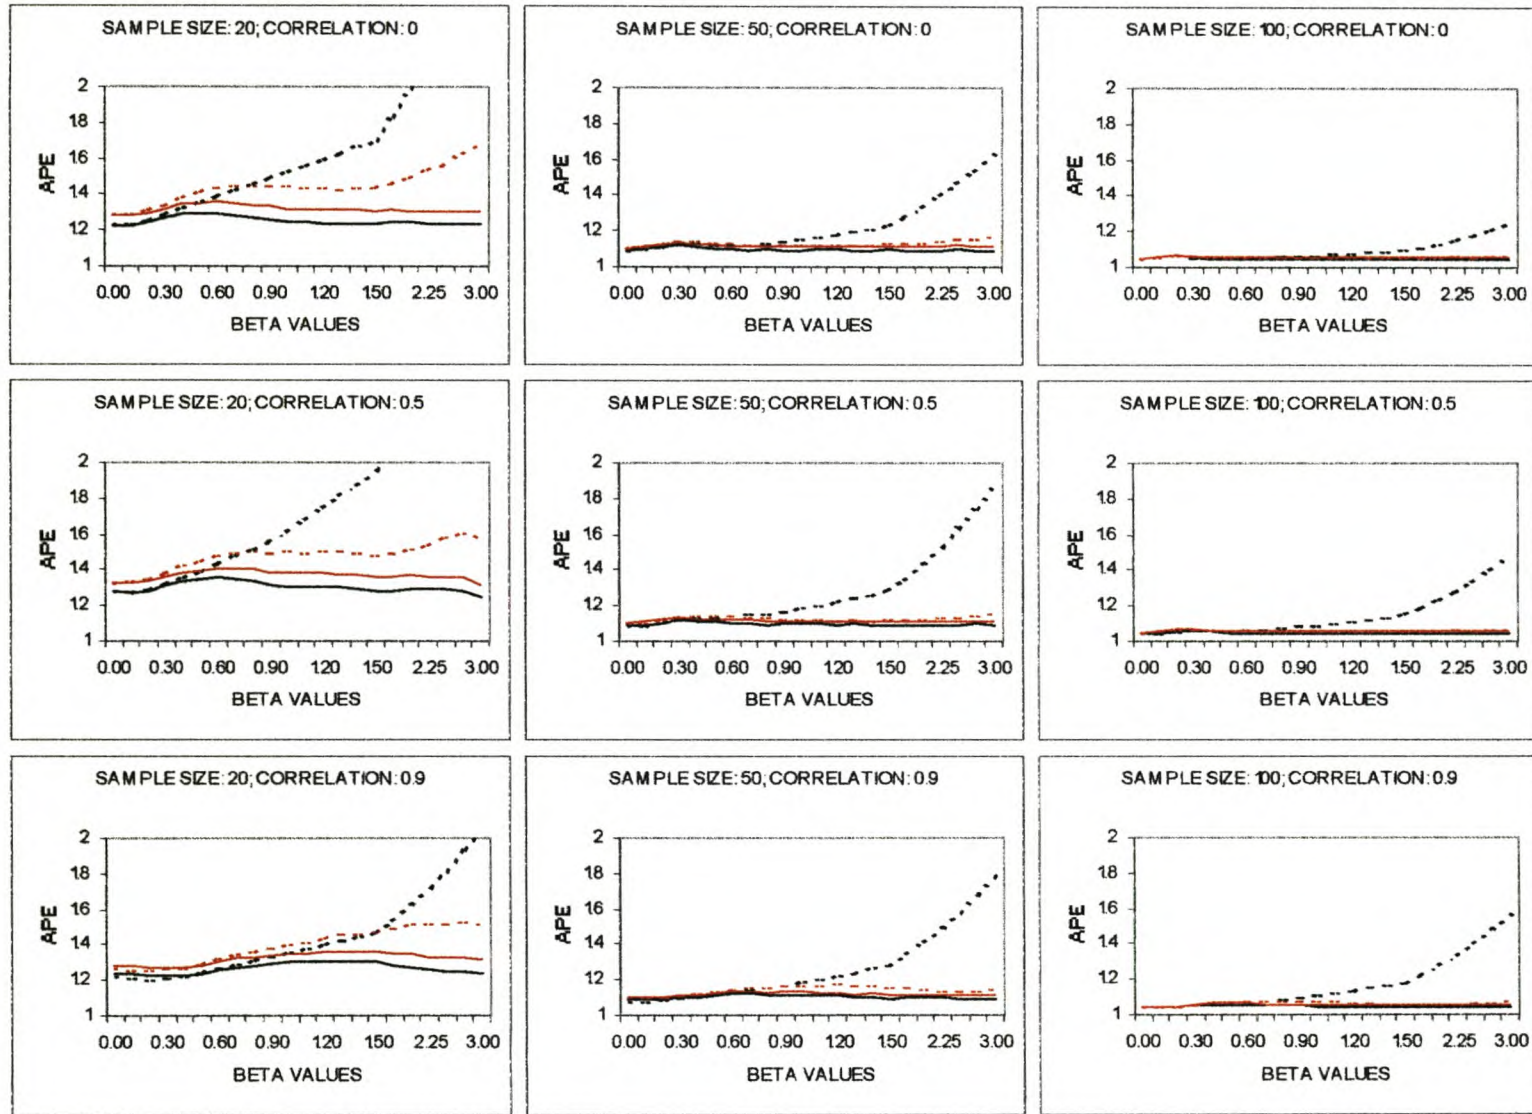 SAMPLE SIZE: 20; CORRELATION: 0
2
18
16
14
12
1
APE
0.00 0.30 0.60 0.90 120 150 2.25 3.00
BETA VALUES
SAMPLE SIZE: 50; CORRELATION: 0
2
18
16
14
12
1
APE
0.00 0.30 0.60 0.90 120 150 2.25 3.00
BETA VALUES
SAMPLE SIZE: 100; CORRELATION: 0
2
18
16
14
12
1
APE
0.00 0.30 0.60 0.90 120 150 2.25 3.00
BETA VALUES
SAMPLE SIZE: 20; CORRELATION: 0.5
2
18
16
14
12
1
APE
0.00 0.30 0.60 0.90 120 150 2.25 3.00
BETA VALUES
SAMPLE SIZE: 50; CORRELATION: 0.5
2
18
16
14
12
1
APE
0.00 0.30 0.60 0.90 120 150 2.25 3.00
BETA VALUES
SAMPLE SIZE: 100; CORRELATION: 0.5
2
18
16
14
12
1
APE
0.00 0.30 0.60 0.90 120 150 2.25 3.00
BETA VALUES
SAMPLE SIZE: 20; CORRELATION: 0.9
2
18
16
14
12
1
APE
0.00 0.30 0.60 0.90 120 150 2.25 3.00
BETA VALUES
SAMPLE SIZE: 50; CORRELATION: 0.9
2
18
16
14
12
1
APE
0.00 0.30 0.60 0.90 120 150 2.25 3.00
BETA VALUES
SAMPLE SIZE: 100; CORRELATION: 0.9
2
18
16
14
12
1
APE
0.00 0.30 0.60 0.90 120 150 2.25 3.00
BETA VALUES